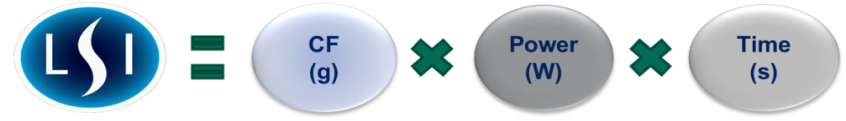 LSI = CF (g) × Power (W) × Time (s)